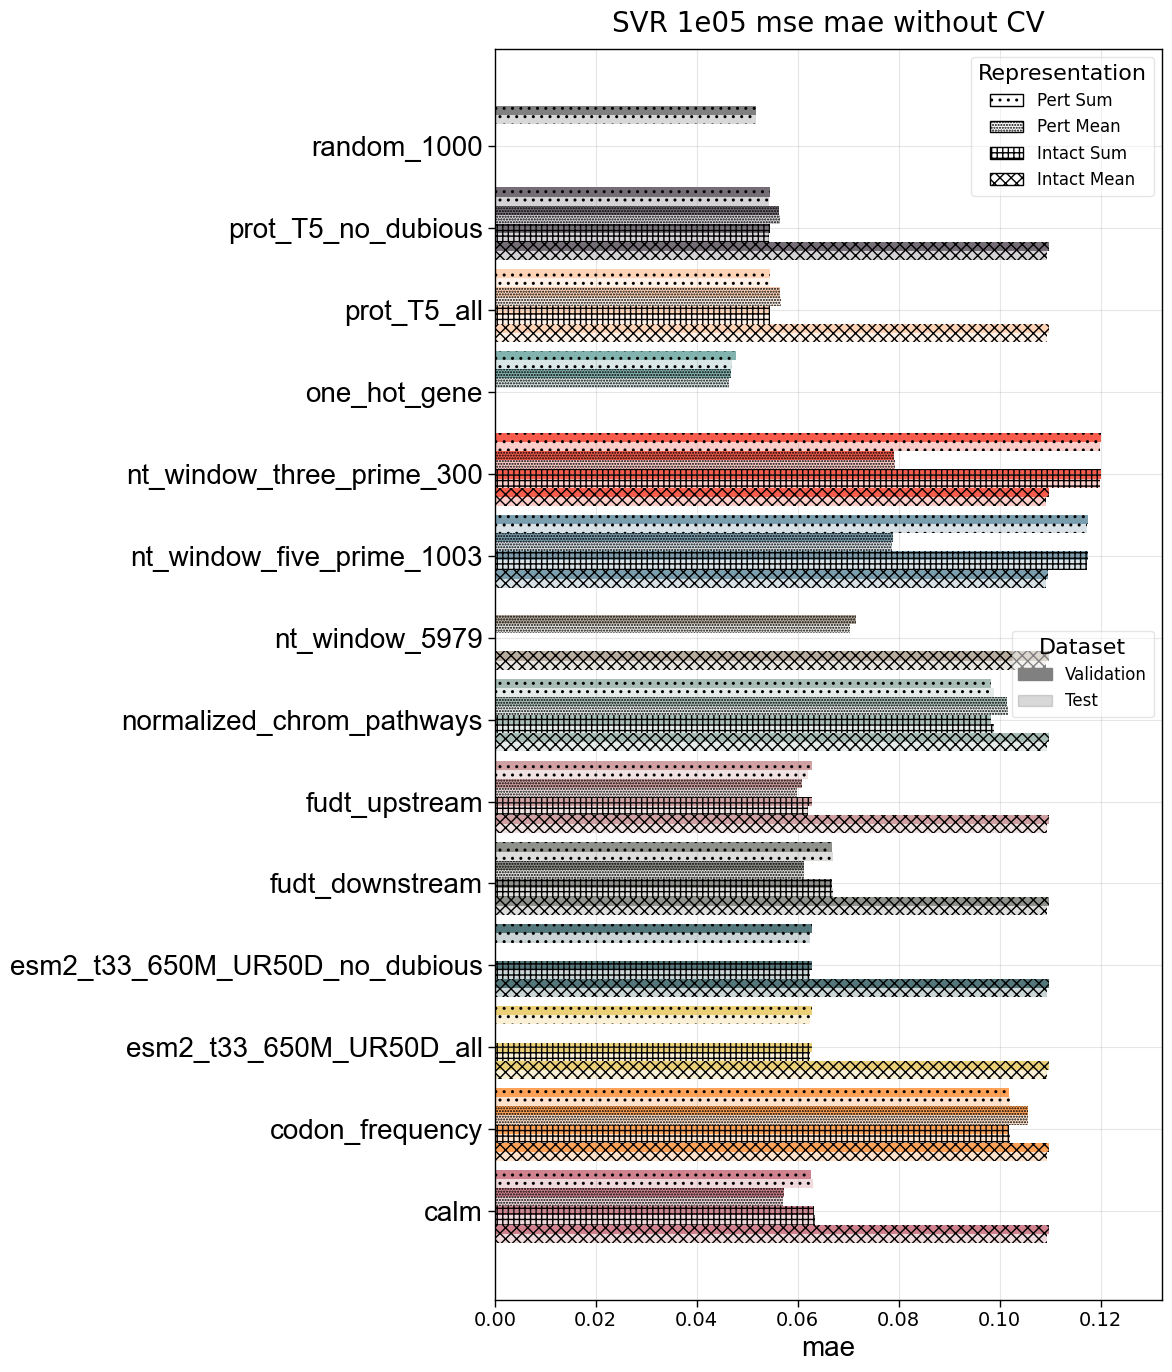 SVR 1e05 mse mae without CV
Representation
Pert Sum
Pert Mean
Intact Sum
Intact Mean
random_1000
prot_T5_no_dubious
prot_T5_all
one_hot_gene
nt_window_three_prime_300
nt_window_five_prime_1003
nt_window_5979
Dataset
Validation
Test
normalized_chrom_pathways
fudt_upstream
fudt_downstream
esm2_t33_650M_UR50D_no_dubious
esm2_t33_650M_UR50D_all
codon_frequency
calm
0.00 0.02 0.04 0.06 0.08 0.10 0.12
mae